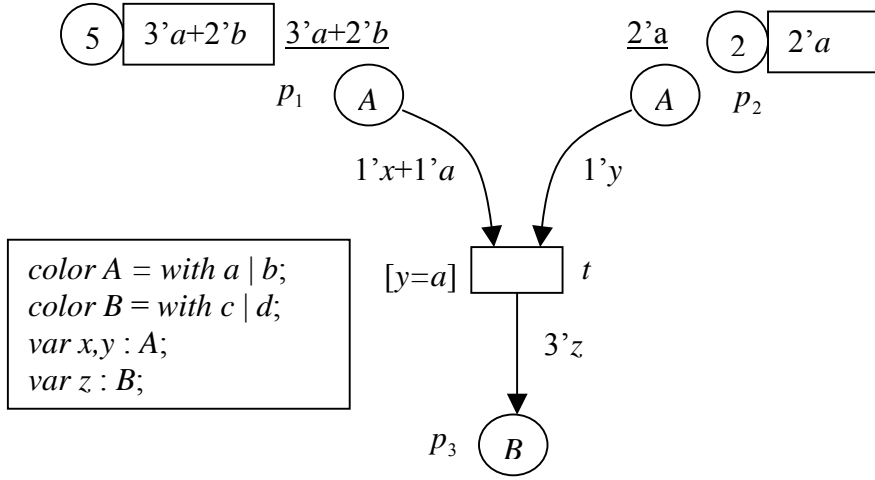 5 3’a+2’b 3’a+2’b 2’a 2 2’a
p1 A A p2
1’x+1’a 1’y
color A = with a | b;
color B = with c | d;
var x,y : A;
var z : B;
[y=a] t
3’z
p3 B